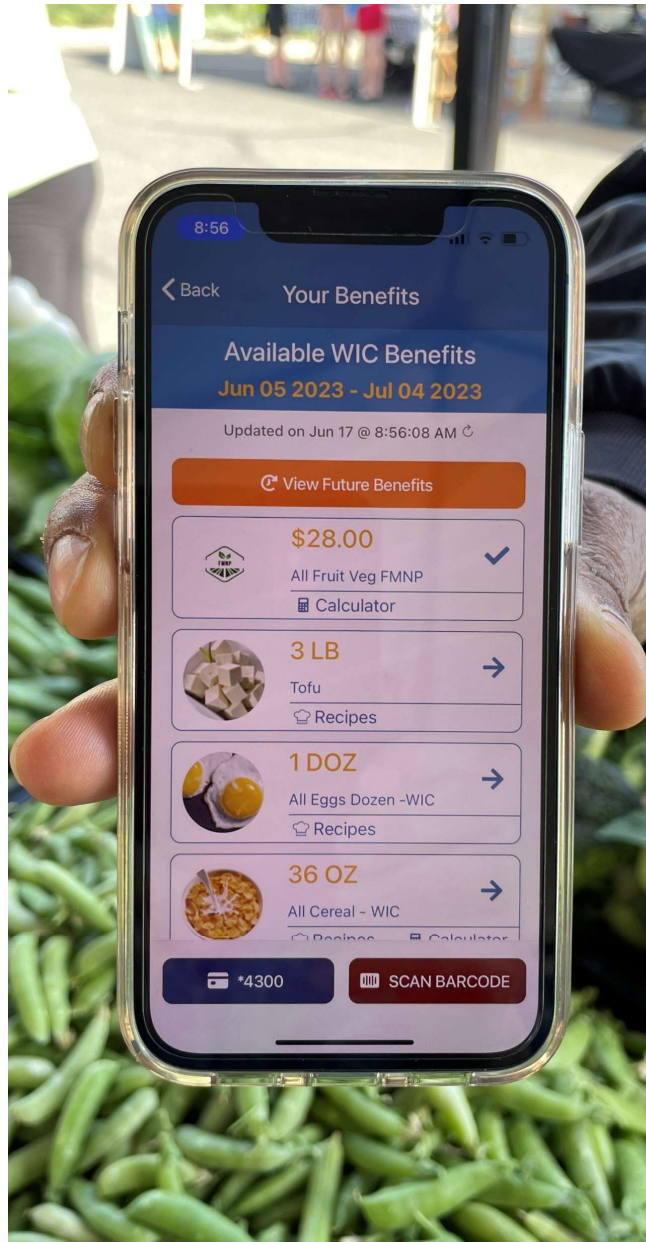 8:56
Back
Your Benefits
Available WIC Benefits
Jun 05 2023 - Jul 04 2023
Updated on Jun 17 @ 8:56:08 AM
View Future Benefits
$28.00
FMNP
All Fruit Veg FMNP
Calculator
3 LB
Tofu
Recipes
1 DOZ
All Eggs Dozen -WIC
Recipes
36 OZ
All Cereal - WIC
Recipes Calculator
*4300
SCAN BARCODE